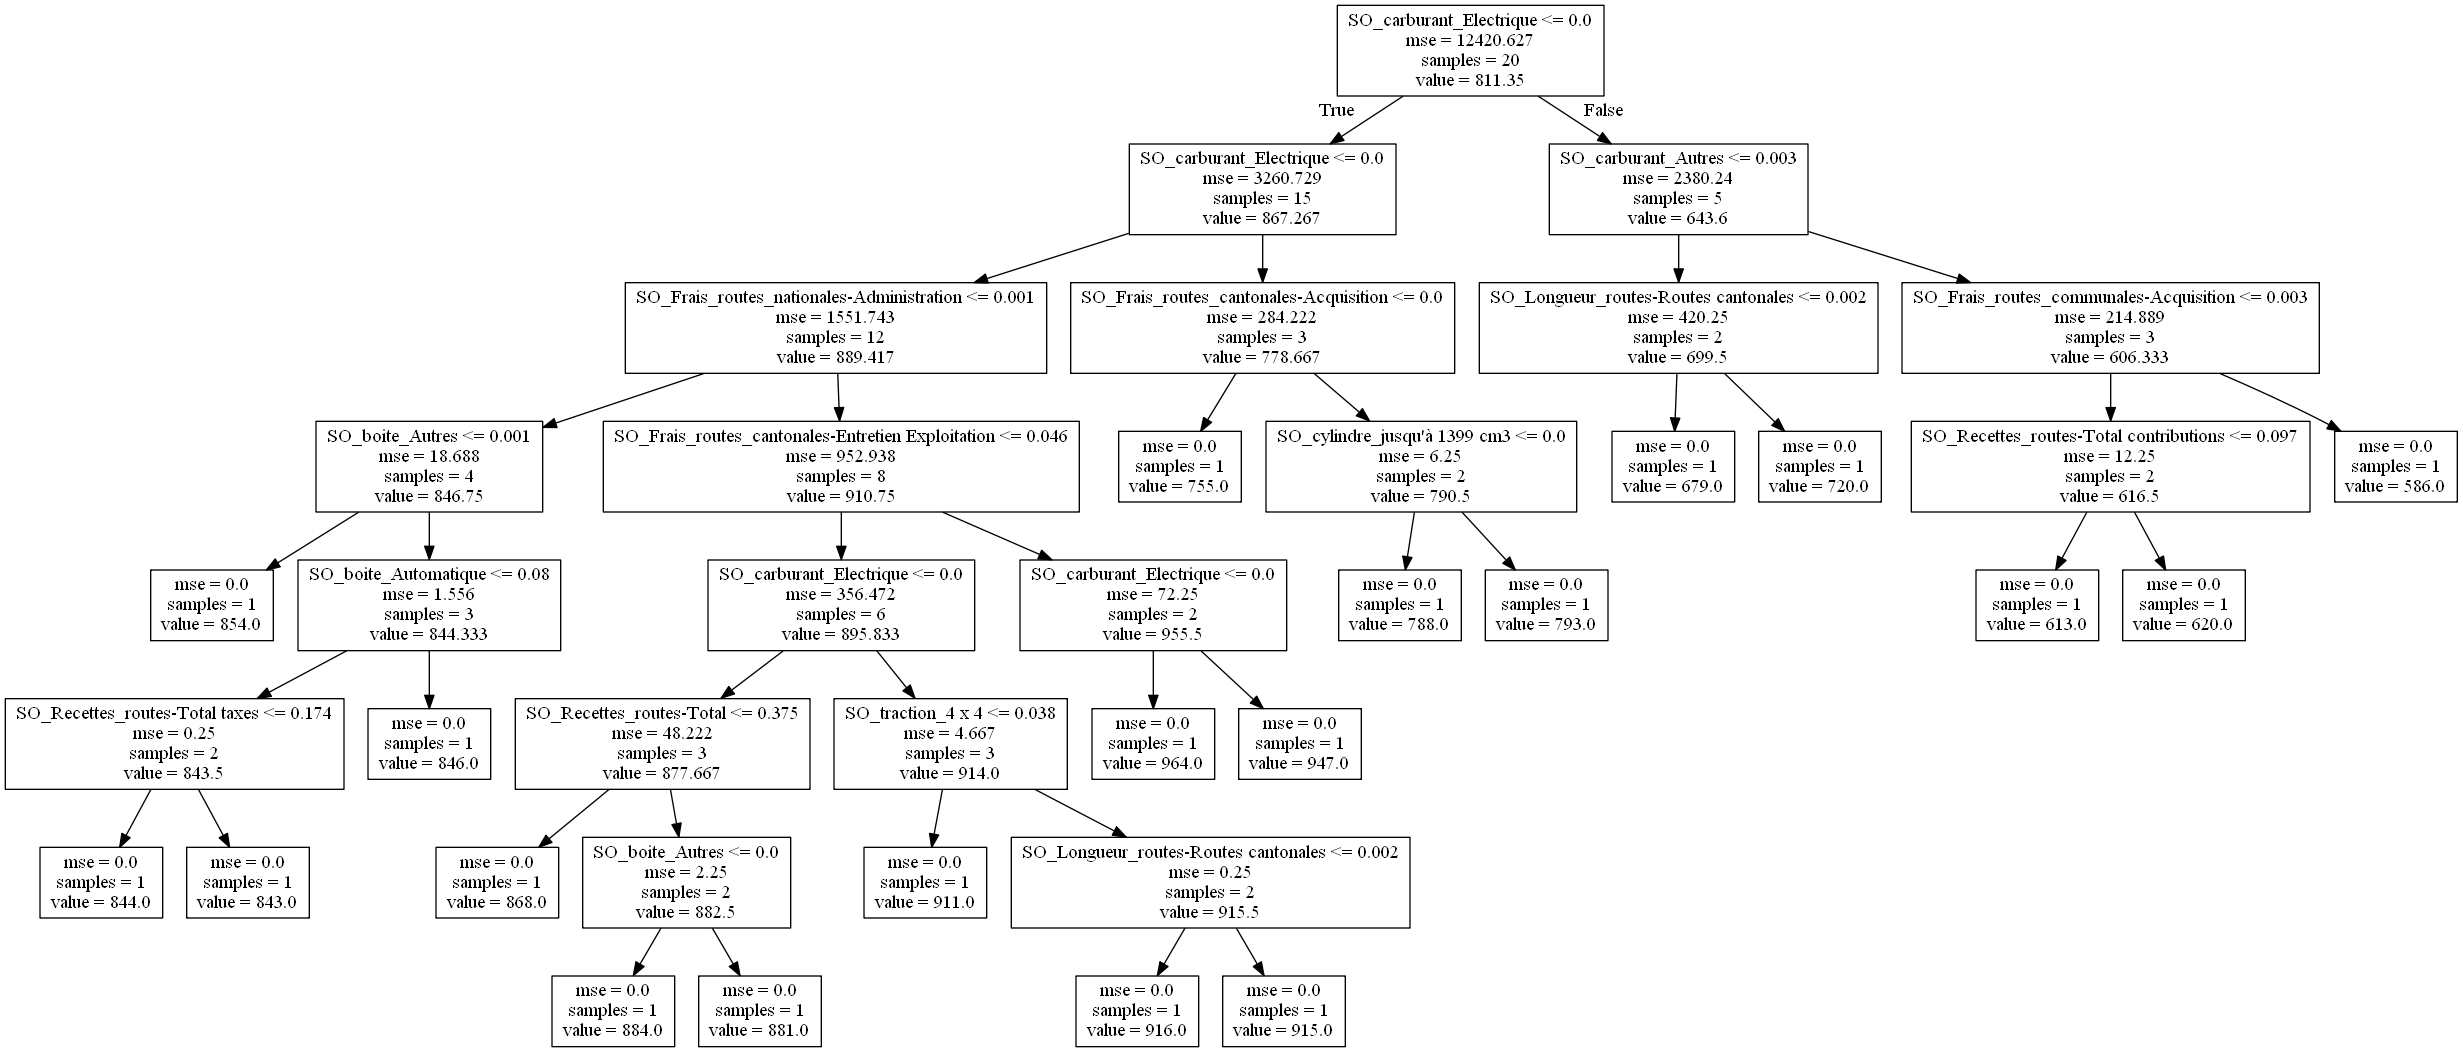 SO_carburant_Electrique <= 0.0
mse = 12420.627
samples = 20
value = 811.35
True
False
SO_carburant_Electrique <= 0.0
mse = 3260.729
samples = 15
value = 867.267
SO_carburant_Autres <= 0.003
mse = 2380.24
samples = 5
value = 643.6
SO_Frais_routes_nationales-Administration <= 0.001
mse = 1551.743
samples = 12
value = 889.417
SO_Frais_routes_cantonales-Acquisition <= 0.0
mse = 284.222
samples = 3
value = 778.667
SO_Longueur_routes-Routes cantonales <= 0.002
mse = 420.25
samples = 2
value = 699.5
SO_Frais_routes_communales-Acquisition <= 0.003
mse = 214.889
samples = 3
value = 606.333
SO_boite_Autres <= 0.001
mse = 18.688
samples = 4
value = 846.75
SO_Frais_routes_cantonales-Entretien Exploitation <= 0.046
mse = 952.938
samples = 8
value = 910.75
mse = 0.0
samples = 1
value = 755.0
SO_cylindre_jusqu'à 1399 cm3 <= 0.0
mse = 6.25
samples = 2
value = 790.5
mse = 0.0
samples = 1
value = 679.0
mse = 0.0
samples = 1
value = 720.0
SO_Recettes_routes-Total contributions <= 0.097
mse = 12.25
samples = 2
value = 616.5
mse = 0.0
samples = 1
value = 586.0
mse = 0.0
samples = 1
value = 854.0
SO_boite_Automatique <= 0.08
mse = 1.556
samples = 3
value = 844.333
SO_carburant_Electrique <= 0.0
mse = 356.472
samples = 6
value = 895.833
SO_carburant_Electrique <= 0.0
mse = 72.25
samples = 2
value = 955.5
mse = 0.0
samples = 1
value = 788.0
mse = 0.0
samples = 1
value = 793.0
mse = 0.0
samples = 1
value = 613.0
mse = 0.0
samples = 1
value = 620.0
SO_Recettes_routes-Total taxes <= 0.174
mse = 0.25
samples = 2
value = 843.5
mse = 0.0
samples = 1
value = 846.0
SO_Recettes_routes-Total <= 0.375
mse = 48.222
samples = 3
value = 877.667
SO_traction_4 x 4 <= 0.038
mse = 4.667
samples = 3
value = 914.0
mse = 0.0
samples = 1
value = 964.0
mse = 0.0
samples = 1
value = 947.0
mse = 0.0
samples = 1
value = 844.0
mse = 0.0
samples = 1
value = 843.0
mse = 0.0
samples = 1
value = 868.0
SO_boite_Autres <= 0.0
mse = 2.25
samples = 2
value = 882.5
mse = 0.0
samples = 1
value = 911.0
SO_Longueur_routes-Routes cantonales <= 0.002
mse = 0.25
samples = 2
value = 915.5
mse = 0.0
samples = 1
value = 884.0
mse = 0.0
samples = 1
value = 881.0
mse = 0.0
samples = 1
value = 916.0
mse = 0.0
samples = 1
value = 915.0